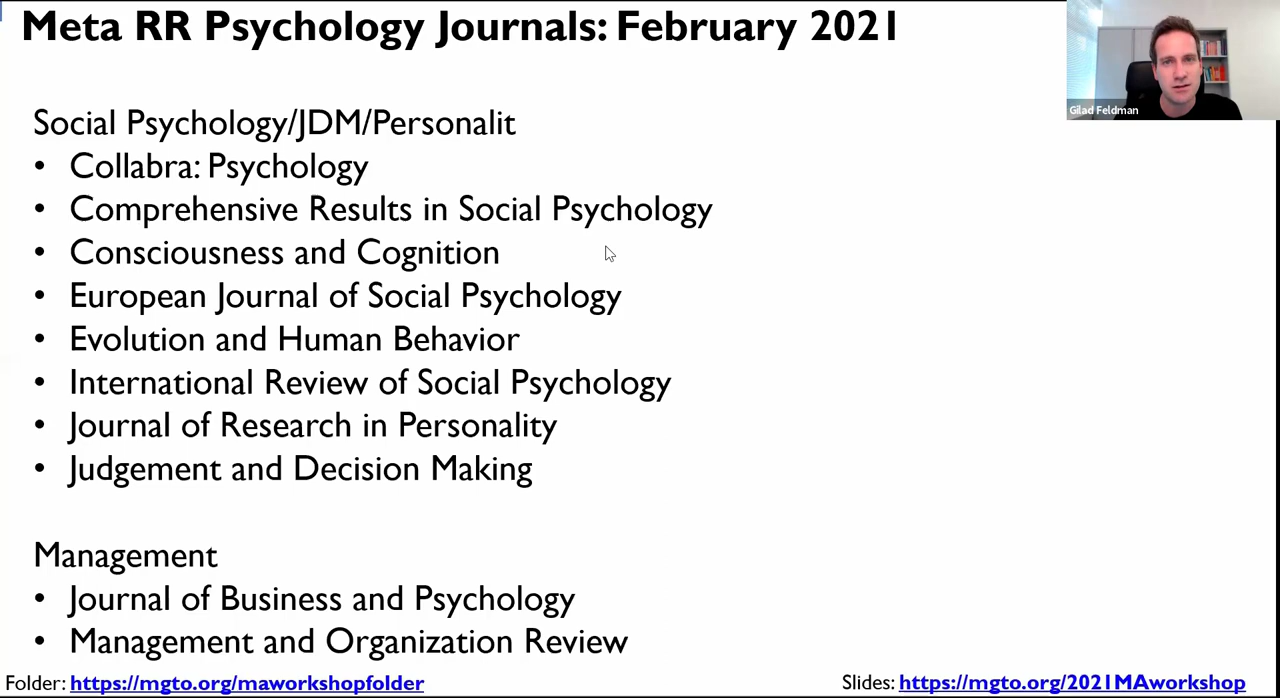 Meta RR Psychology Journals: February 2021
Gilad Feldman
Social Psychology/JDM/Personalit
• Collabra: Psychology
• Comprehensive Results in Social Psychology
• Consciousness and Cognition
• European Journal of Social Psychology
• Evolution and Human Behavior
• International Review of Social Psychology
• Journal of Research in Personality
• Judgement and Decision Making
Management
• Journal of Business and Psychology
• Management and Organization Review
Folder: https://mgto.org/maworkshopfolder
Slides: https://mgto.org/2021MAworkshop